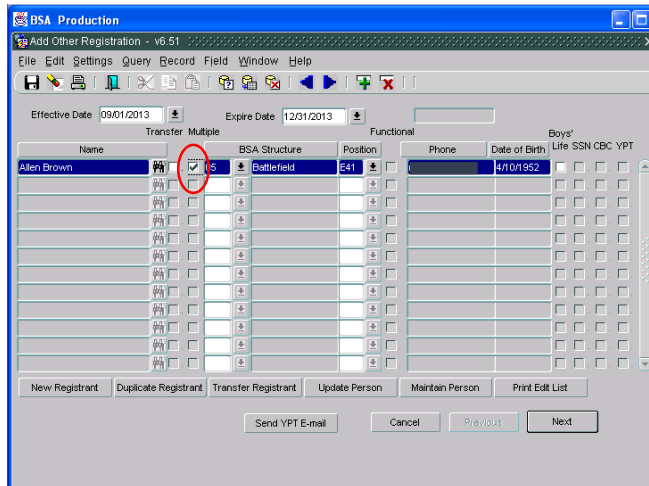 BSA Production
Add Other Registration - v6.51
File Edit Settings Query Record Field Window Help
Effective Date 09/01/2013 Expire Date 12/31/2013
Transfer Multiple Functional Boys'
Name BSA Structure Position Phone Date of Birth Life SSN CBC YPT
Allen Brown 05 Battlefield E41 4/10/1952
New Registrant Duplicate Registrant Transfer Registrant Update Person Maintain Person Print Edit List
Send YPT E-mail Cancel Previous Next